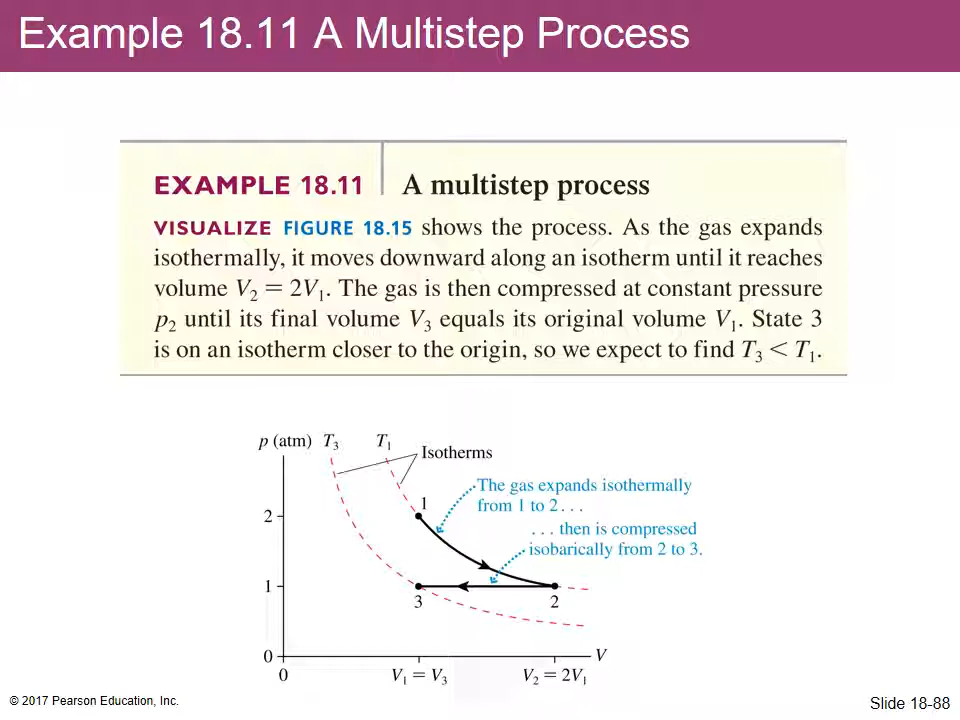 Example 18.11 A Multistep Process
EXAMPLE 18.11 A multistep process
VISUALIZE FIGURE 18.15 shows the process. As the gas expands
isothermally, it moves downward along an isotherm until it reaches
volume V₂ = 2V₁. The gas is then compressed at constant pressure
p₂ until its final volume V₃ equals its original volume V₁. State 3
is on an isotherm closer to the origin, so we expect to find T₃ < T₁.
p (atm) T₃ T₁
Isotherms
The gas expands isothermally
from 1 to 2 . . .
. . . then is compressed
isobarically from 2 to 3.
1
2
1
3
2
0
V
0
V₁ = V₃
V₂ = 2V₁
© 2017 Pearson Education, Inc.
Slide 18-88